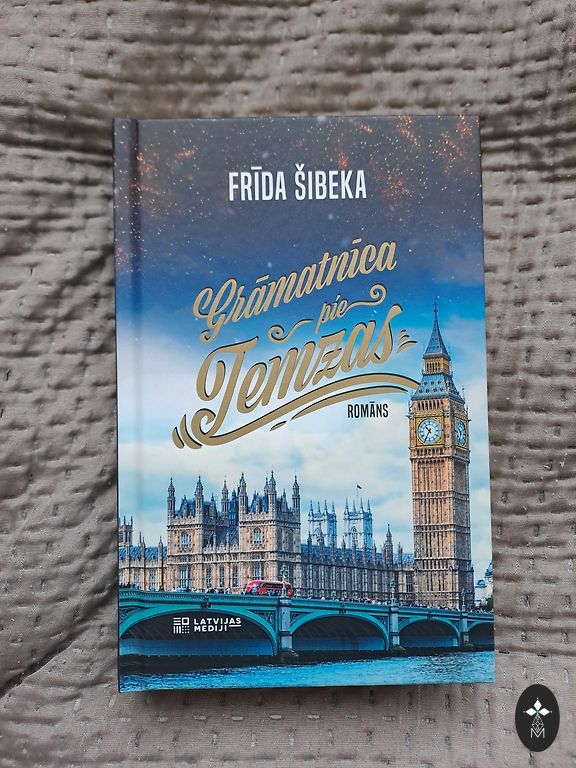 FRĪDA ŠIBEKA
Grāmatnīca
pie
Temzas
ROMĀNS
LATVIJAS
MEDIJI
M